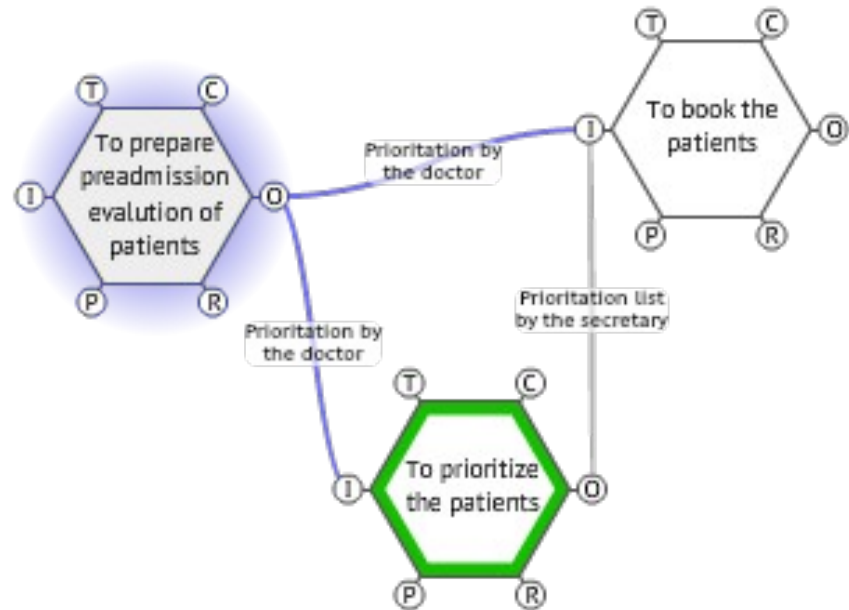 T
C
I
To prepare
preadmission
evalution of
patients
O
P
R
Prioritation by
the doctor
T
C
I
To book the
patients
O
P
R
Prioritation by
the doctor
Prioritation list
by the secretary
T
C
I
To prioritize
the patients
O
P
R